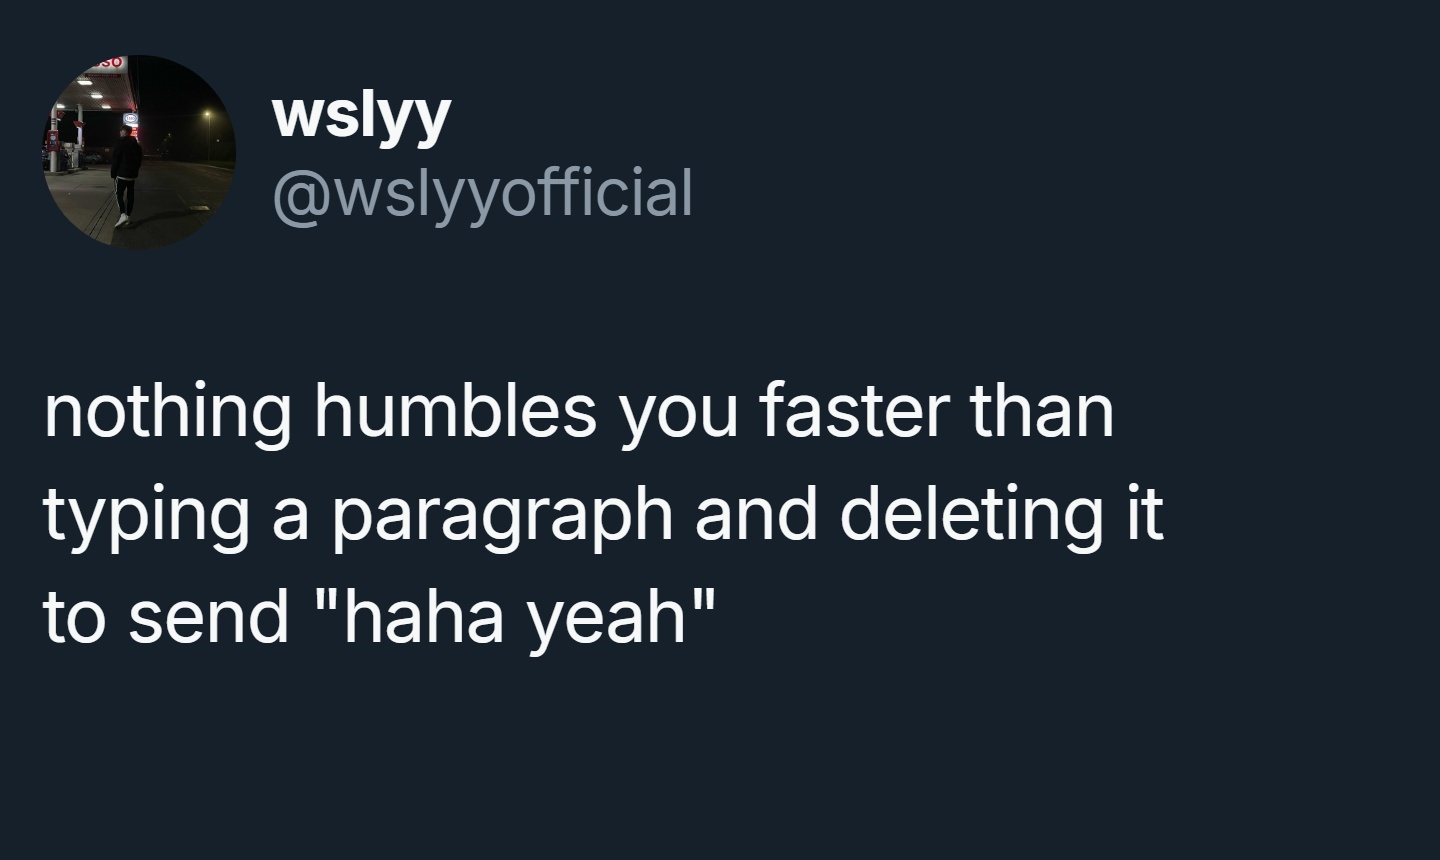 wslyy
@wslyyofficial
nothing humbles you faster than
typing a paragraph and deleting it
to send "haha yeah"